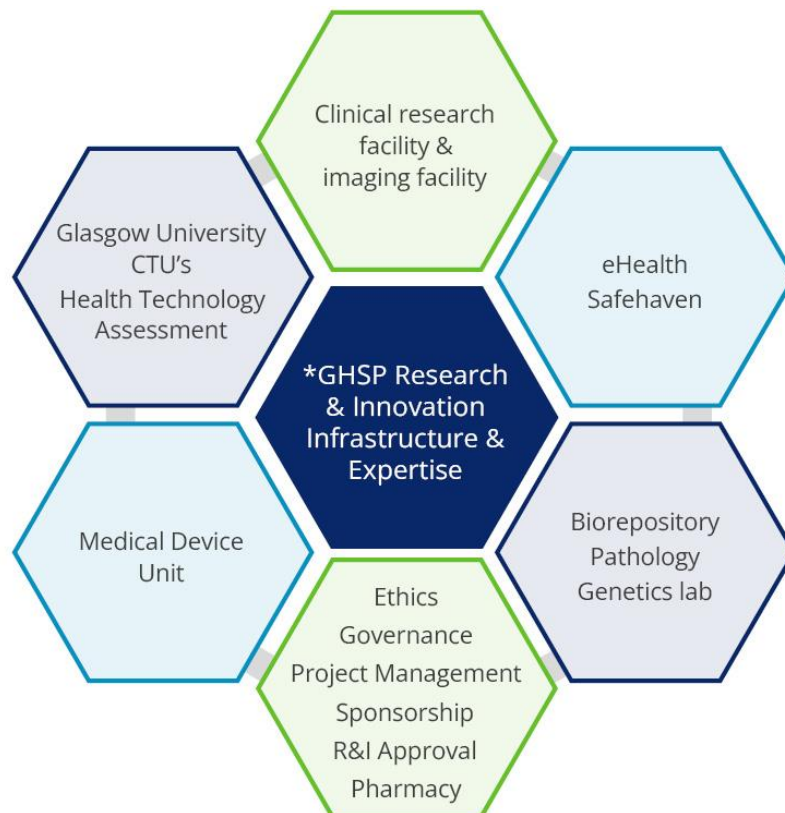 Clinical research
facility &
imaging facility
Glasgow University
CTU's
Health Technology
Assessment
eHealth
Safehaven
*GHSP Research
& Innovation
Infrastructure &
Expertise
Medical Device
Unit
Biorepository
Pathology
Genetics lab
Ethics
Governance
Project Management
Sponsorship
R&I Approval
Pharmacy